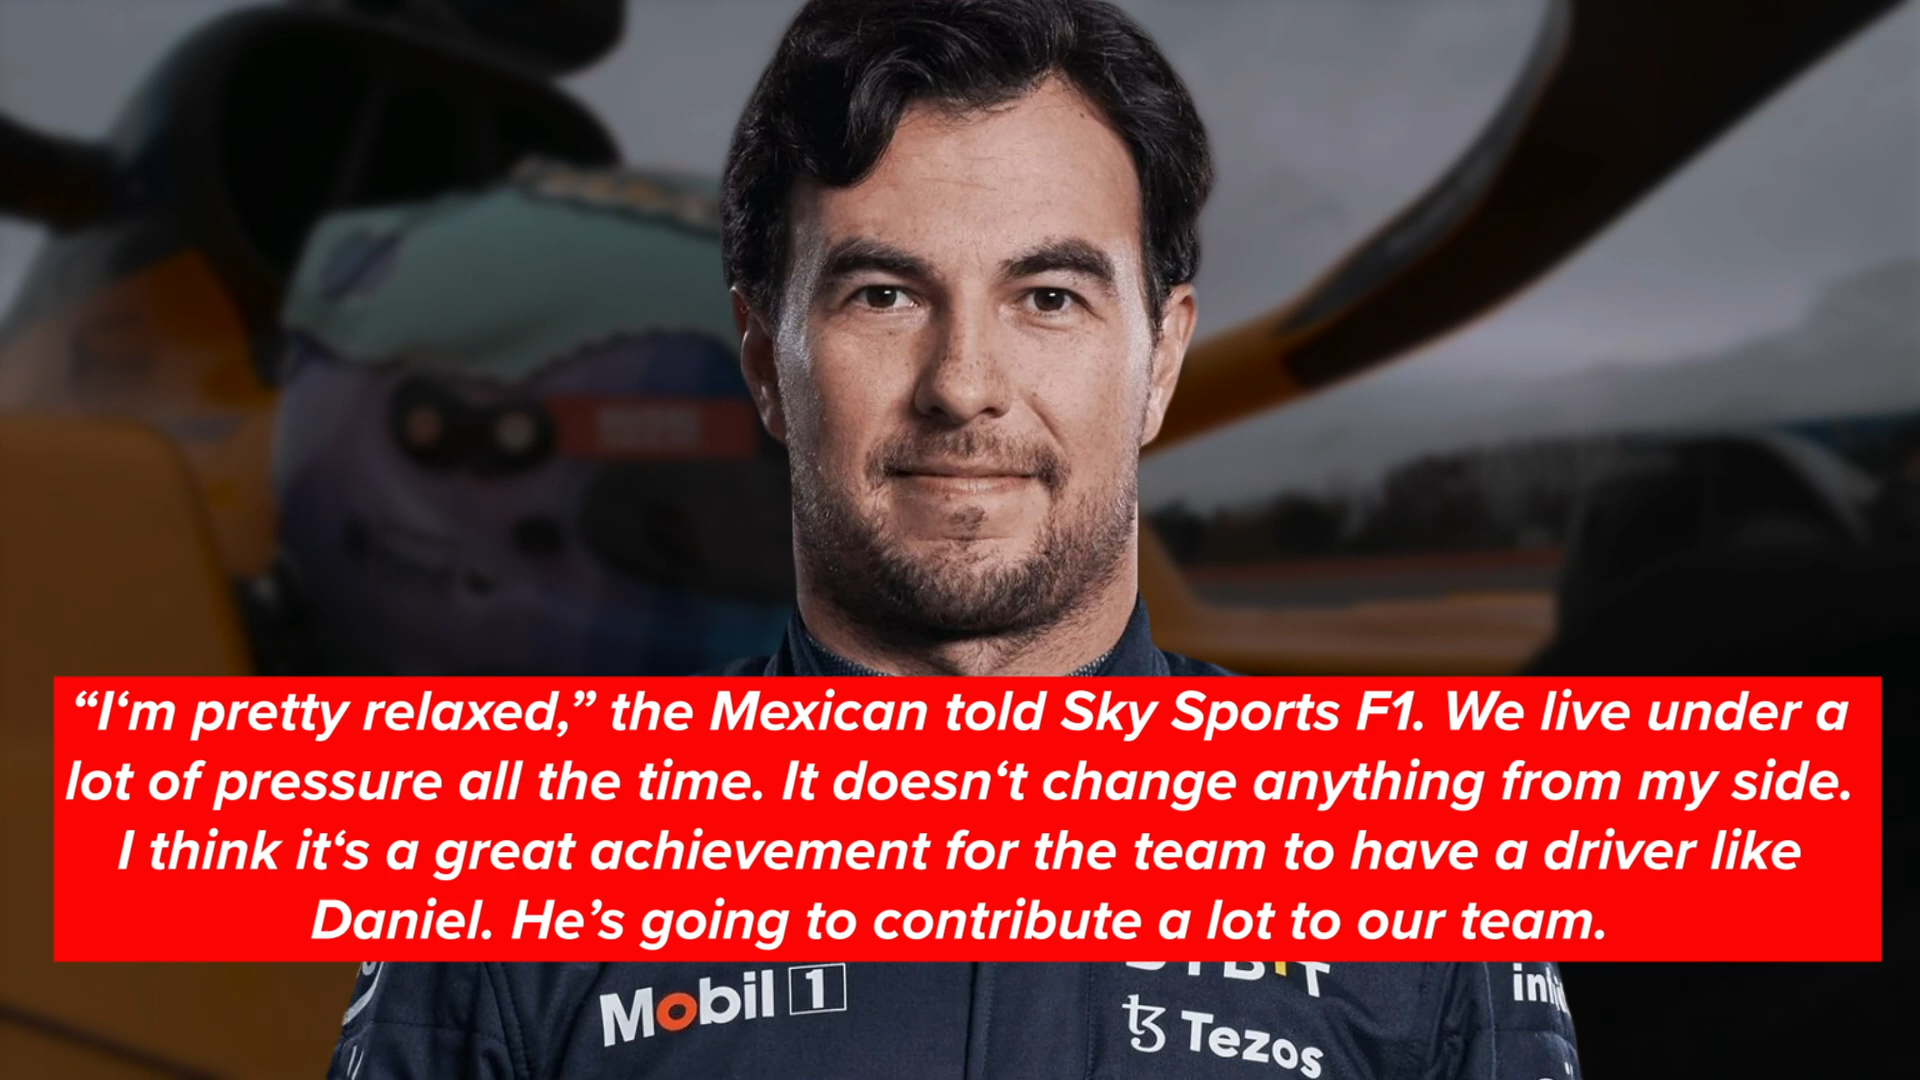 “I‘m pretty relaxed,” the Mexican told Sky Sports F1. We live under a
lot of pressure all the time. It doesn‘t change anything from my side.
I think it‘s a great achievement for the team to have a driver like
Daniel. He’s going to contribute a lot to our team.
Mobil 1
Tezos